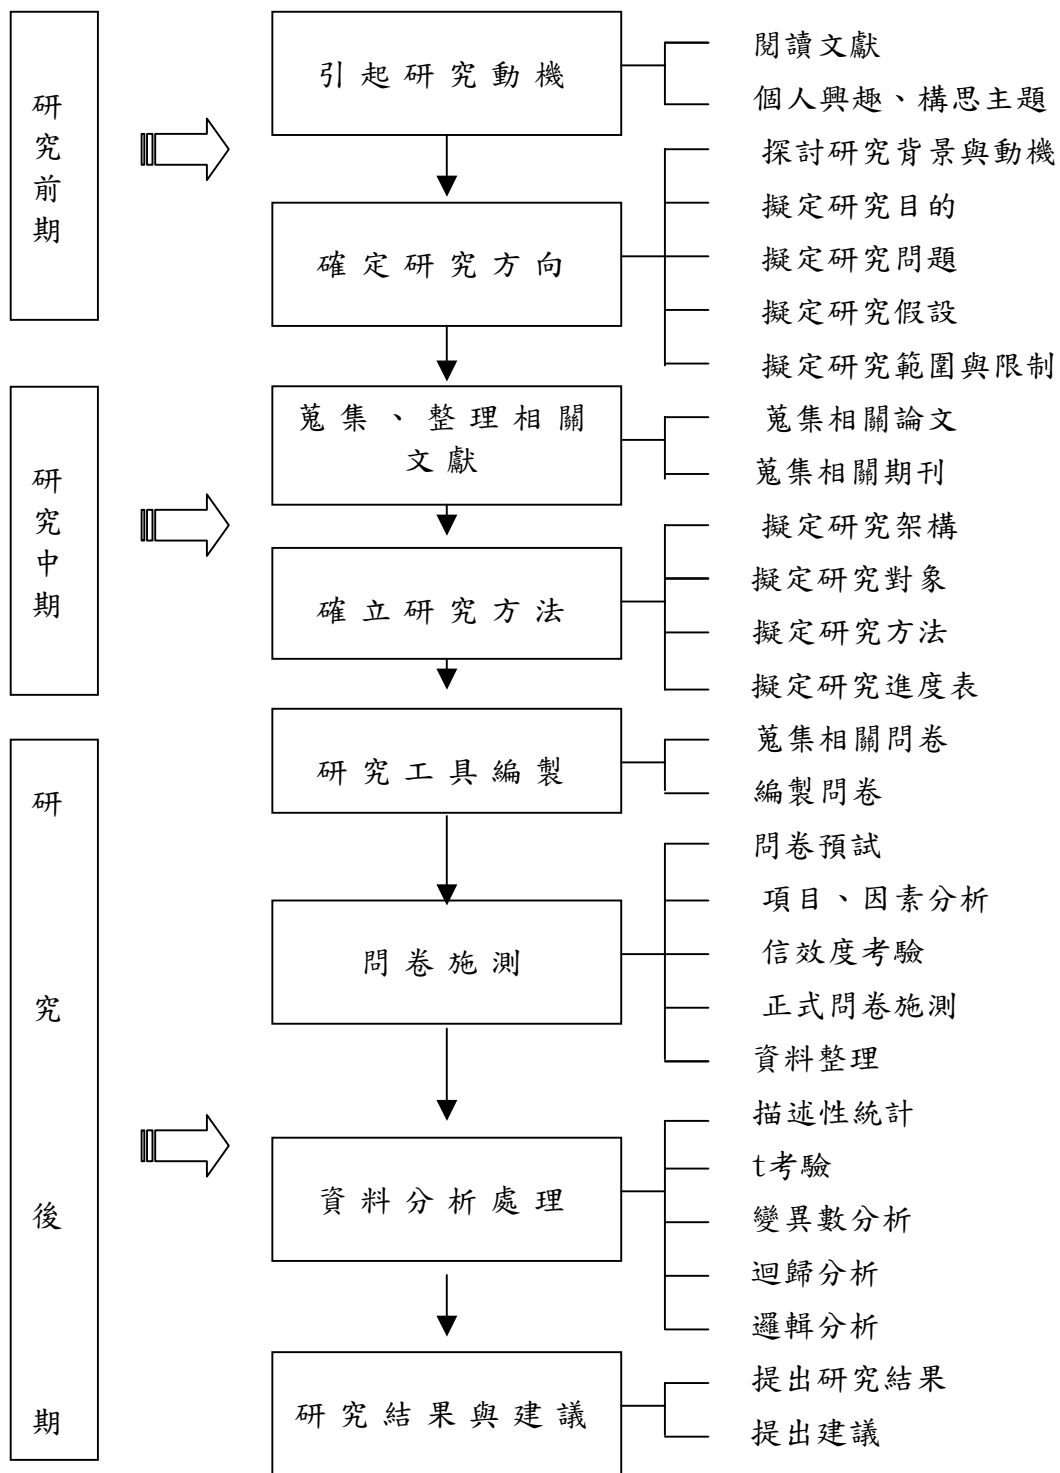 研究前期
引起研究動機
閱讀文獻
個人興趣、構思主題
確定研究方向
探討研究背景與動機
擬定研究目的
擬定研究問題
擬定研究假設
擬定研究範圍與限制
研究中期
蒐集、整理相關
文獻
蒐集相關論文
蒐集相關期刊
確立研究方法
擬定研究架構
擬定研究對象
擬定研究方法
擬定研究進度表
研究後期
研究工具編製
蒐集相關問卷
編製問卷
問卷施測
問卷預試
項目、因素分析
信效度考驗
正式問卷施測
資料整理
資料分析處理
描述性統計
t考驗
變異數分析
迴歸分析
邏輯分析
研究結果與建議
提出研究結果
提出建議